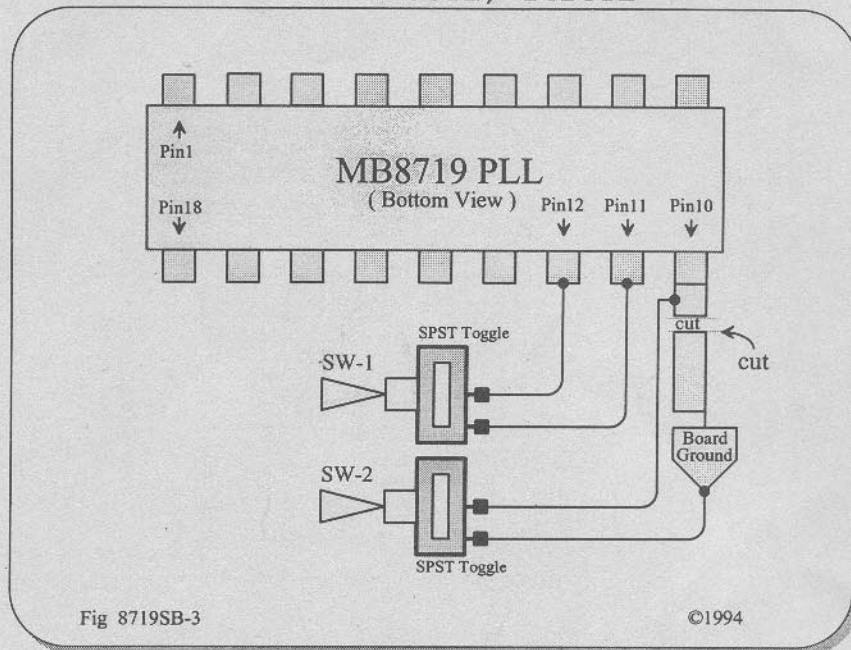 Pin1
MB8719 PLL
( Bottom View )
Pin18
Pin12
Pin11
Pin10
SPST Toggle
cut
cut
SW-1
Board
Ground
SW-2
SPST Toggle
Fig 8719SB-3
©1994